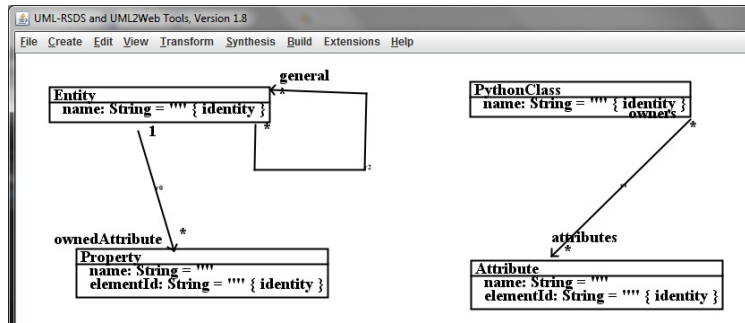 UML-RSDS and UML2Web Tools, Version 1.8
File Create Edit View Transform Synthesis Build Extensions Help
general
*
Entity
name: String = "" { identity }
1
*
r2
r0
ownedAttribute
*
Property
name: String = ""
elementId: String = "" { identity }
PythonClass
name: String = "" { identity }
owners
*
attributes
*
Attribute
name: String = ""
elementId: String = "" { identity }